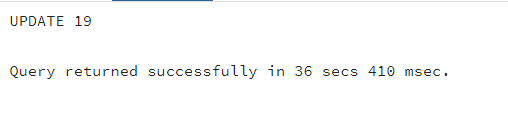 UPDATE 19
Query returned successfully in 36 secs 410 msec.